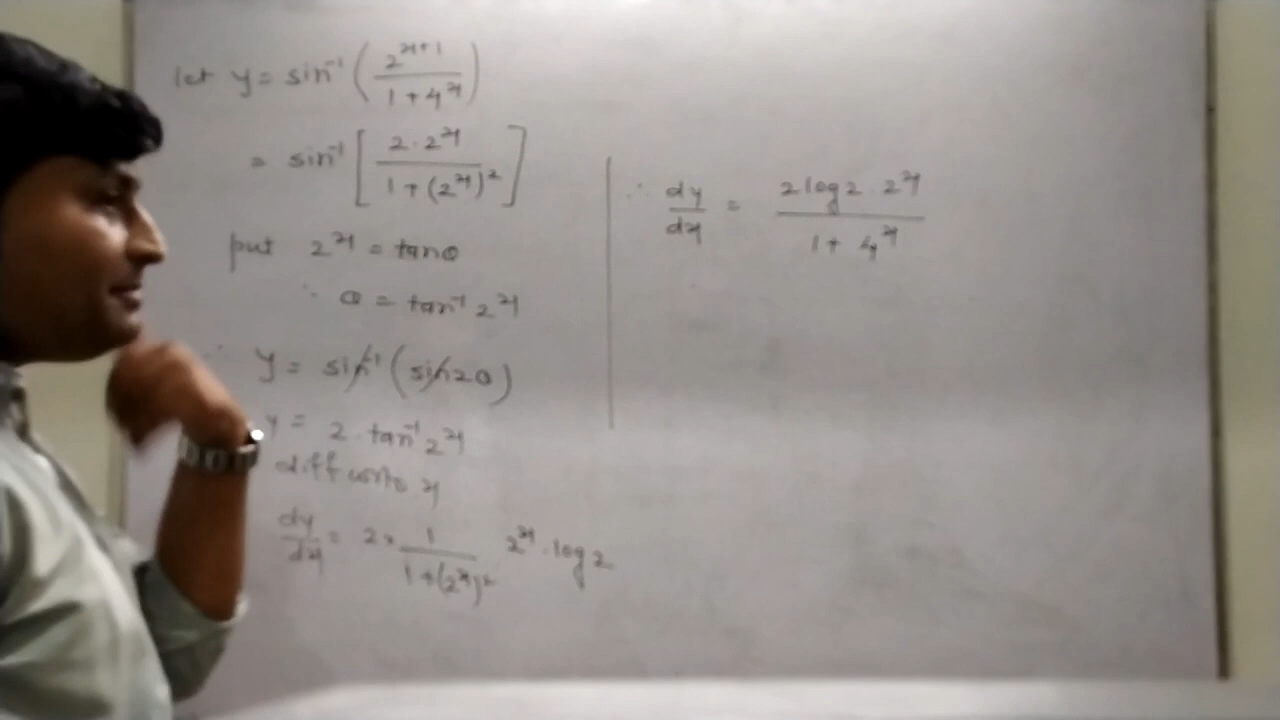 let y = sin⁻¹ ( 2^(x+1) / (1 + 4^x) )
= sin⁻¹ [ 2 · 2^x / (1 + (2^x)²) ]
put 2^x = tanθ
∴ θ = tan⁻¹ 2^x
∴ y = sin⁻¹ (sin2θ)
y = 2 · tan⁻¹ 2^x
diff w.r.to x
dy/dx = 2 × 1 / (1 + (2^x)²) 2^x · log 2
∴ dy/dx = 2 log 2 · 2^x / (1 + 4^x)